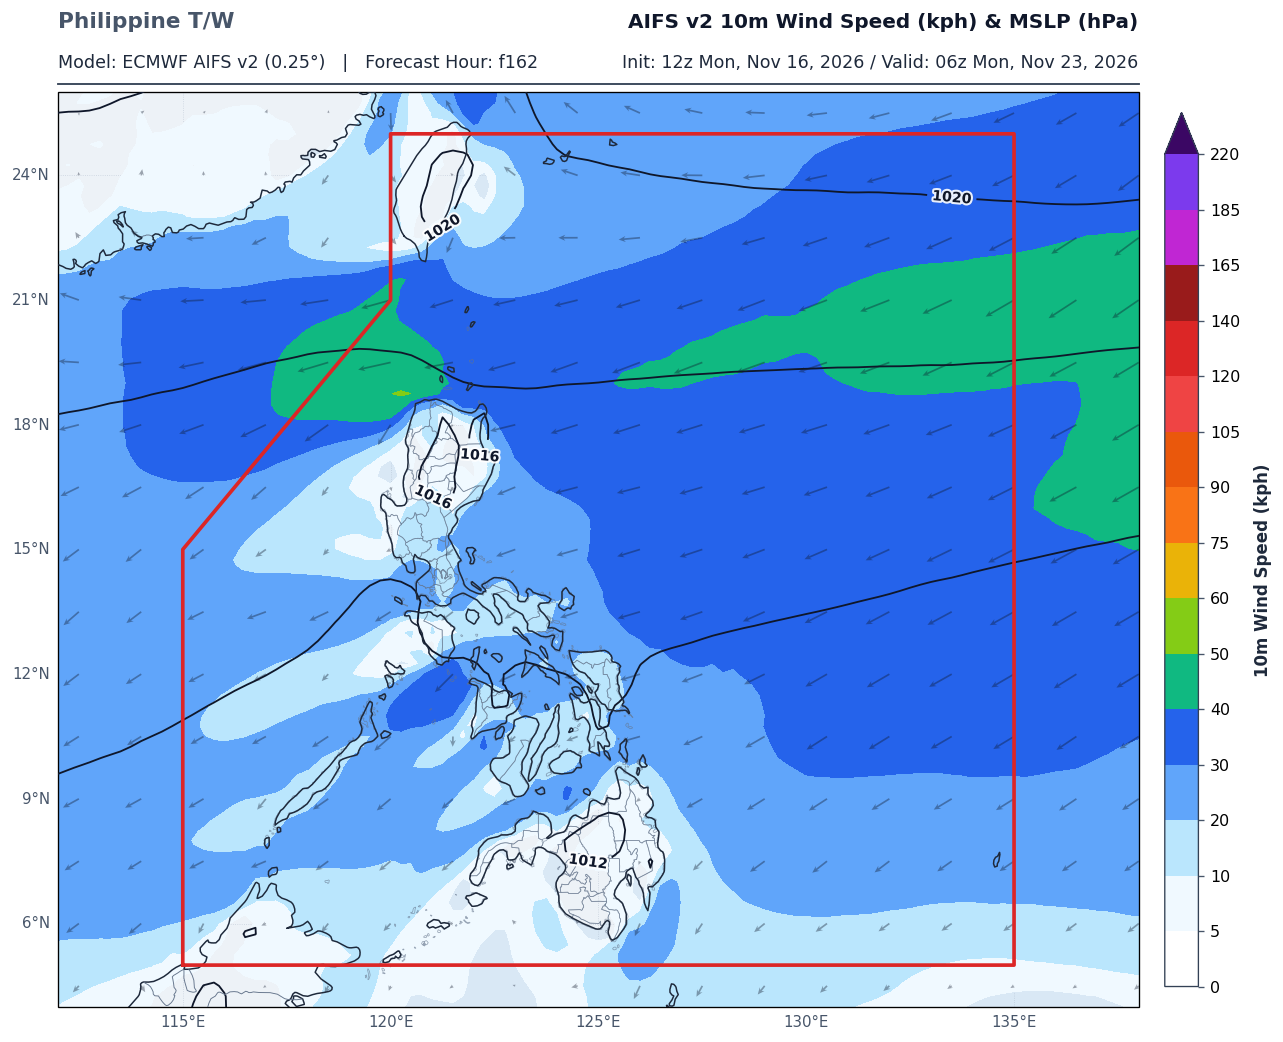 Philippine T/W
AIFS v2 10m Wind Speed (kph) & MSLP (hPa)
Model: ECMWF AIFS v2 (0.25°)   |   Forecast Hour: f162
Init: 12z Mon, Nov 16, 2026 / Valid: 06z Mon, Nov 23, 2026
24°N
21°N
18°N
15°N
12°N
9°N
6°N
1020
1020
1016
1016
1012
115°E
120°E
125°E
130°E
135°E
220
185
165
140
120
105
90
75
60
50
40
30
20
10
5
0
10m Wind Speed (kph)